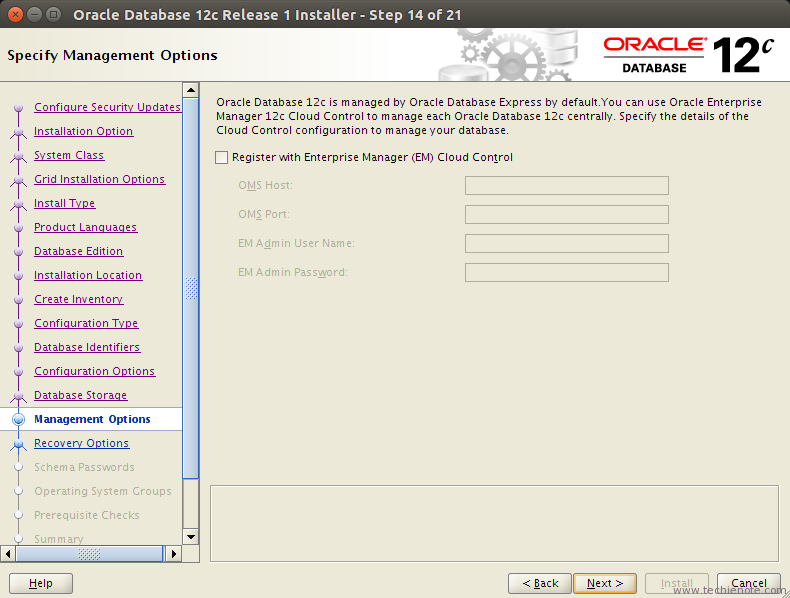 Oracle Database 12c Release 1 Installer - Step 14 of 21
Specify Management Options
ORACLE®
DATABASE
12c
Configure Security Updates
Installation Option
System Class
Grid Installation Options
Install Type
Product Languages
Database Edition
Installation Location
Create Inventory
Configuration Type
Database Identifiers
Configuration Options
Database Storage
Management Options
Recovery Options
Schema Passwords
Operating System Groups
Prerequisite Checks
Summary
Oracle Database 12c is managed by Oracle Database Express by default.You can use Oracle Enterprise
Manager 12c Cloud Control to manage each Oracle Database 12c centrally. Specify the details of the
Cloud Control configuration to manage your database.
Register with Enterprise Manager (EM) Cloud Control
OMS Host:
OMS Port:
EM Admin User Name:
EM Admin Password:
Help
< Back
Next >
Install
Cancel
www.techienote.com